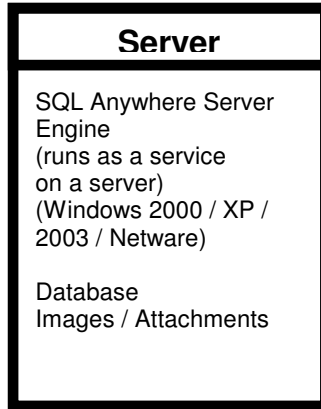 Server
SQL Anywhere Server
Engine
(runs as a service
on a server)
(Windows 2000 / XP /
2003 / Netware)
Database
Images / Attachments